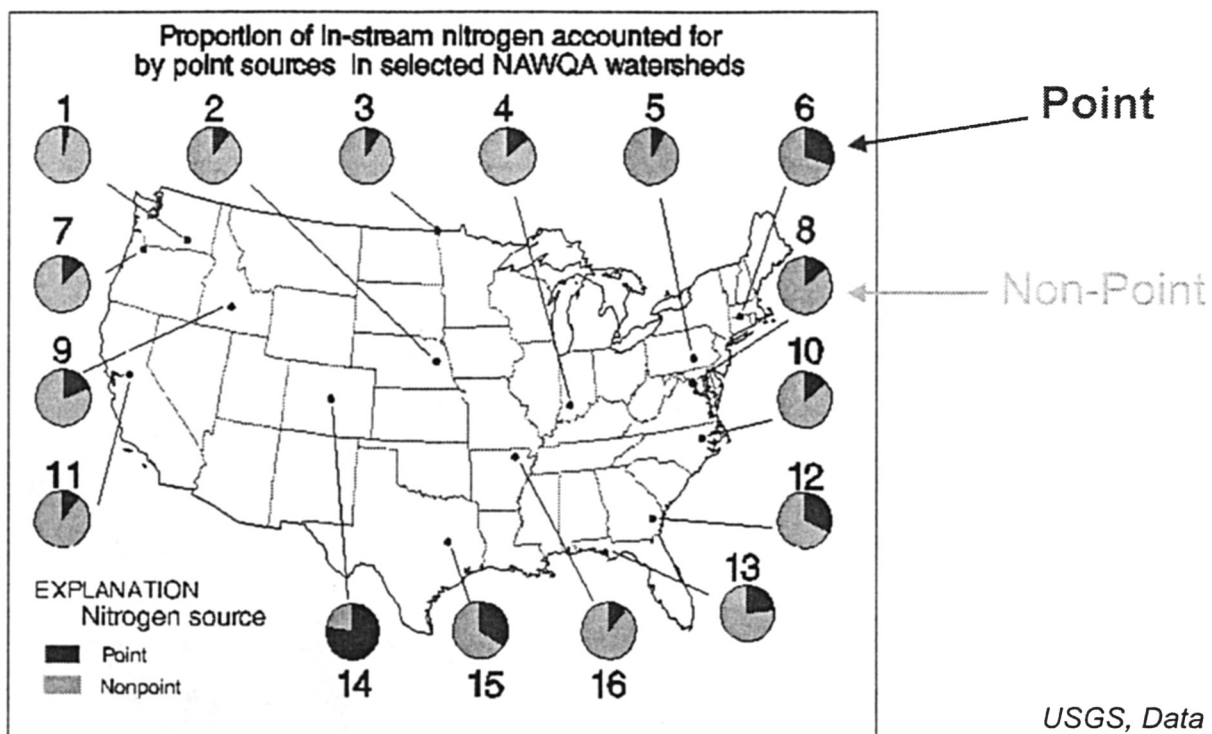 Proportion of in-stream nitrogen accounted for
by point sources in selected NAWQA watersheds
1
2
3
4
5
6
Point
7
8
Non-Point
9
10
11
12
13
EXPLANATION
Nitrogen source
Point
Nonpoint
14
15
16
USGS, Data